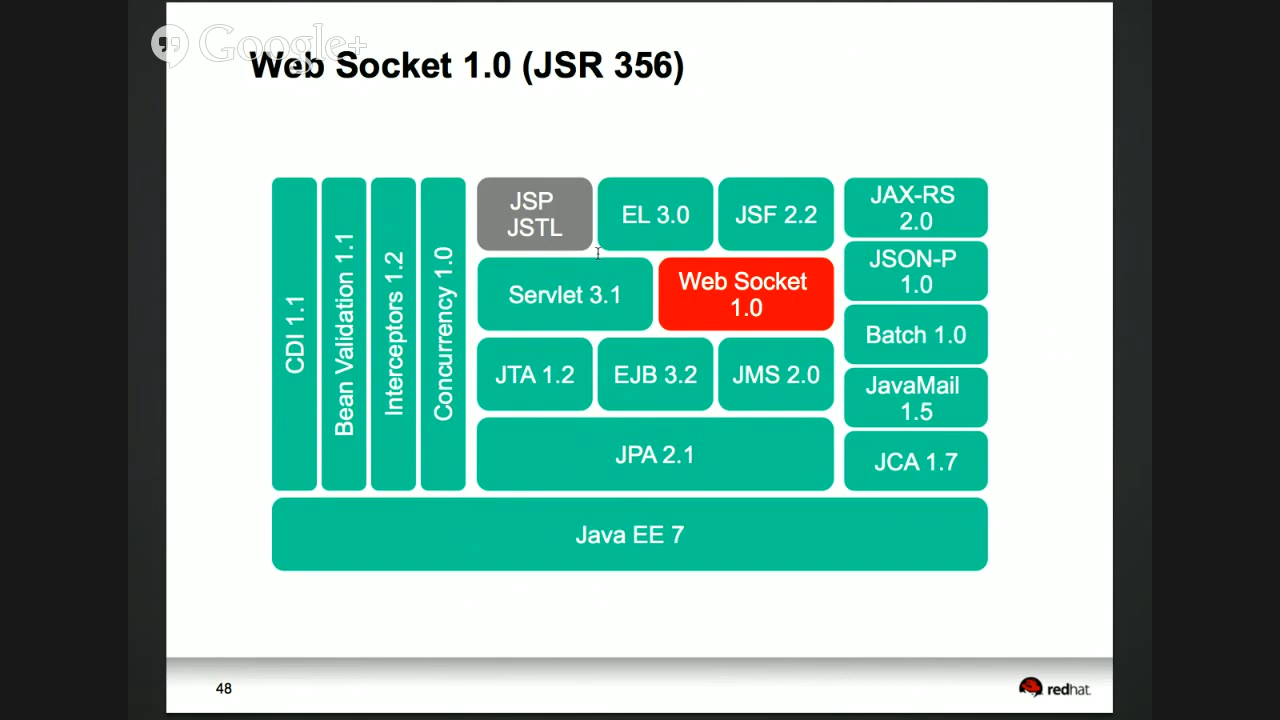 Google+
Web Socket 1.0 (JSR 356)
CDI 1.1
Bean Validation 1.1
Interceptors 1.2
Concurrency 1.0
JSP
JSTL
EL 3.0
JSF 2.2
Servlet 3.1
Web Socket
1.0
JTA 1.2
EJB 3.2
JMS 2.0
JPA 2.1
JAX-RS
2.0
JSON-P
1.0
Batch 1.0
JavaMail
1.5
JCA 1.7
Java EE 7
48
redhat.